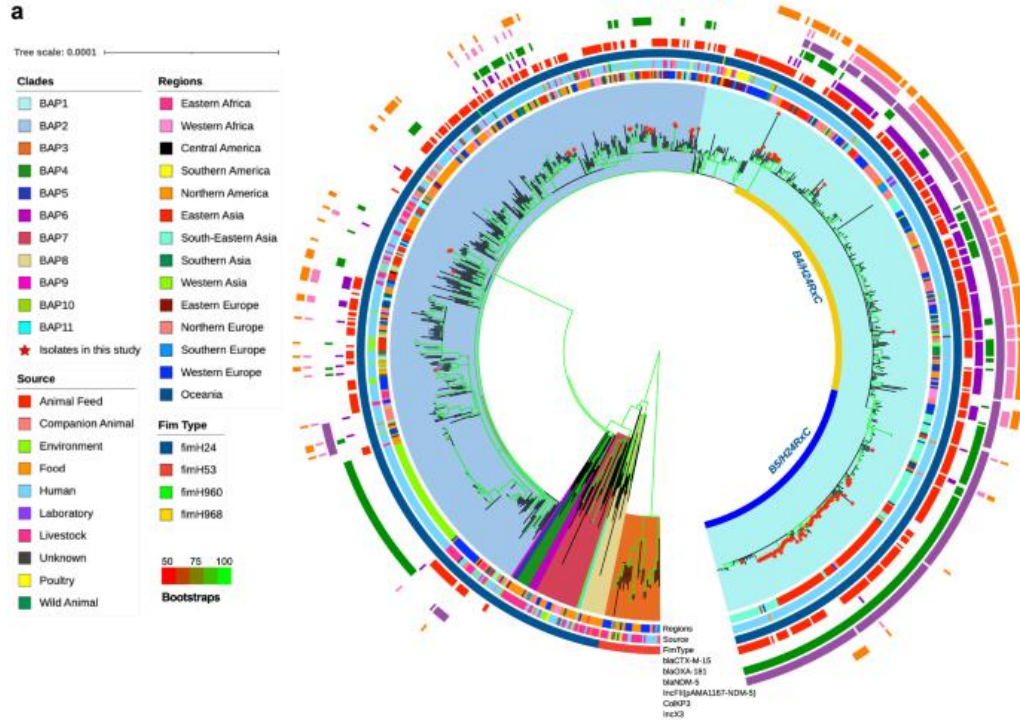 a
Tree scale: 0.0001
Clades
BAP1
BAP2
BAP3
BAP4
BAP5
BAP6
BAP7
BAP8
BAP9
BAP10
BAP11
Isolates in this study
Source
Animal Feed
Companion Animal
Environment
Food
Human
Laboratory
Livestock
Unknown
Poultry
Wild Animal
Regions
Eastern Africa
Western Africa
Central America
Southern America
Northern America
Eastern Asia
South-Eastern Asia
Southern Asia
Western Asia
Eastern Europe
Northern Europe
Southern Europe
Western Europe
Oceania
Fim Type
fimH24
fimH53
fimH960
fimH968
50 75 100
Bootstraps
B4/H24RxC
B5/H24RxC
Regions
Source
FimType
blaCTX-M-15
blaOXA-181
blaNDM-5
IncFII(pAMA1167-NDM-5)
ColKP3
IncX3